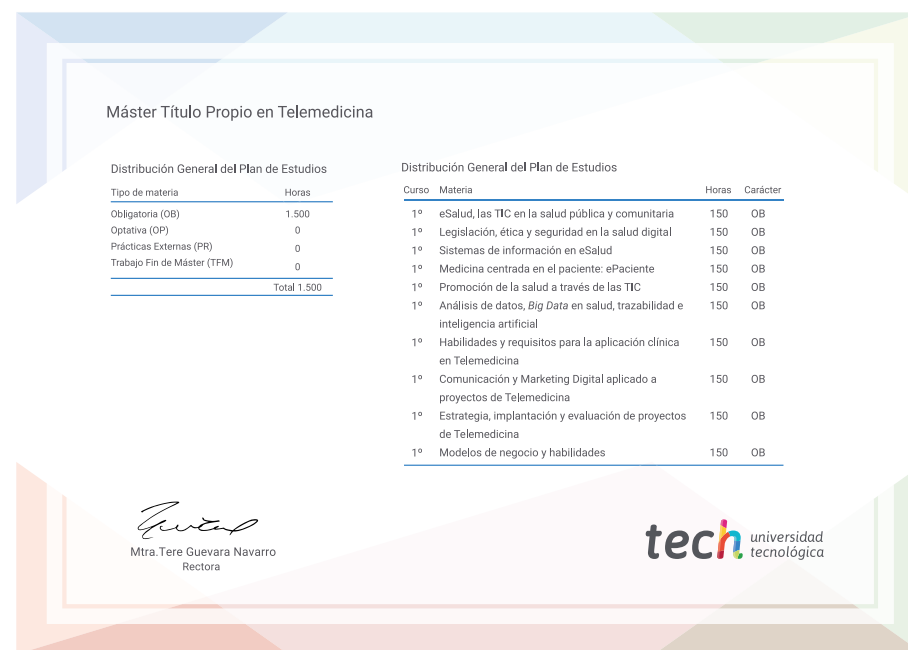 Máster Título Propio en Telemedicina
Distribución General del Plan de Estudios
Tipo de materia Horas
Obligatoria (OB) 1.500
Optativa (OP) 0
Prácticas Externas (PR) 0
Trabajo Fin de Máster (TFM) 0
Total 1.500
Distribución General del Plan de Estudios
Curso Materia Horas Carácter
1º eSalud, las TIC en la salud pública y comunitaria 150 OB
1º Legislación, ética y seguridad en la salud digital 150 OB
1º Sistemas de información en eSalud 150 OB
1º Medicina centrada en el paciente: ePaciente 150 OB
1º Promoción de la salud a través de las TIC 150 OB
1º Análisis de datos, Big Data en salud, trazabilidad e 150 OB
inteligencia artificial
1º Habilidades y requisitos para la aplicación clínica 150 OB
en Telemedicina
1º Comunicación y Marketing Digital aplicado a 150 OB
proyectos de Telemedicina
1º Estrategia, implantación y evaluación de proyectos 150 OB
de Telemedicina
1º Modelos de negocio y habilidades 150 OB
Mtra.Tere Guevara Navarro
Rectora
tech universidad
tecnológica